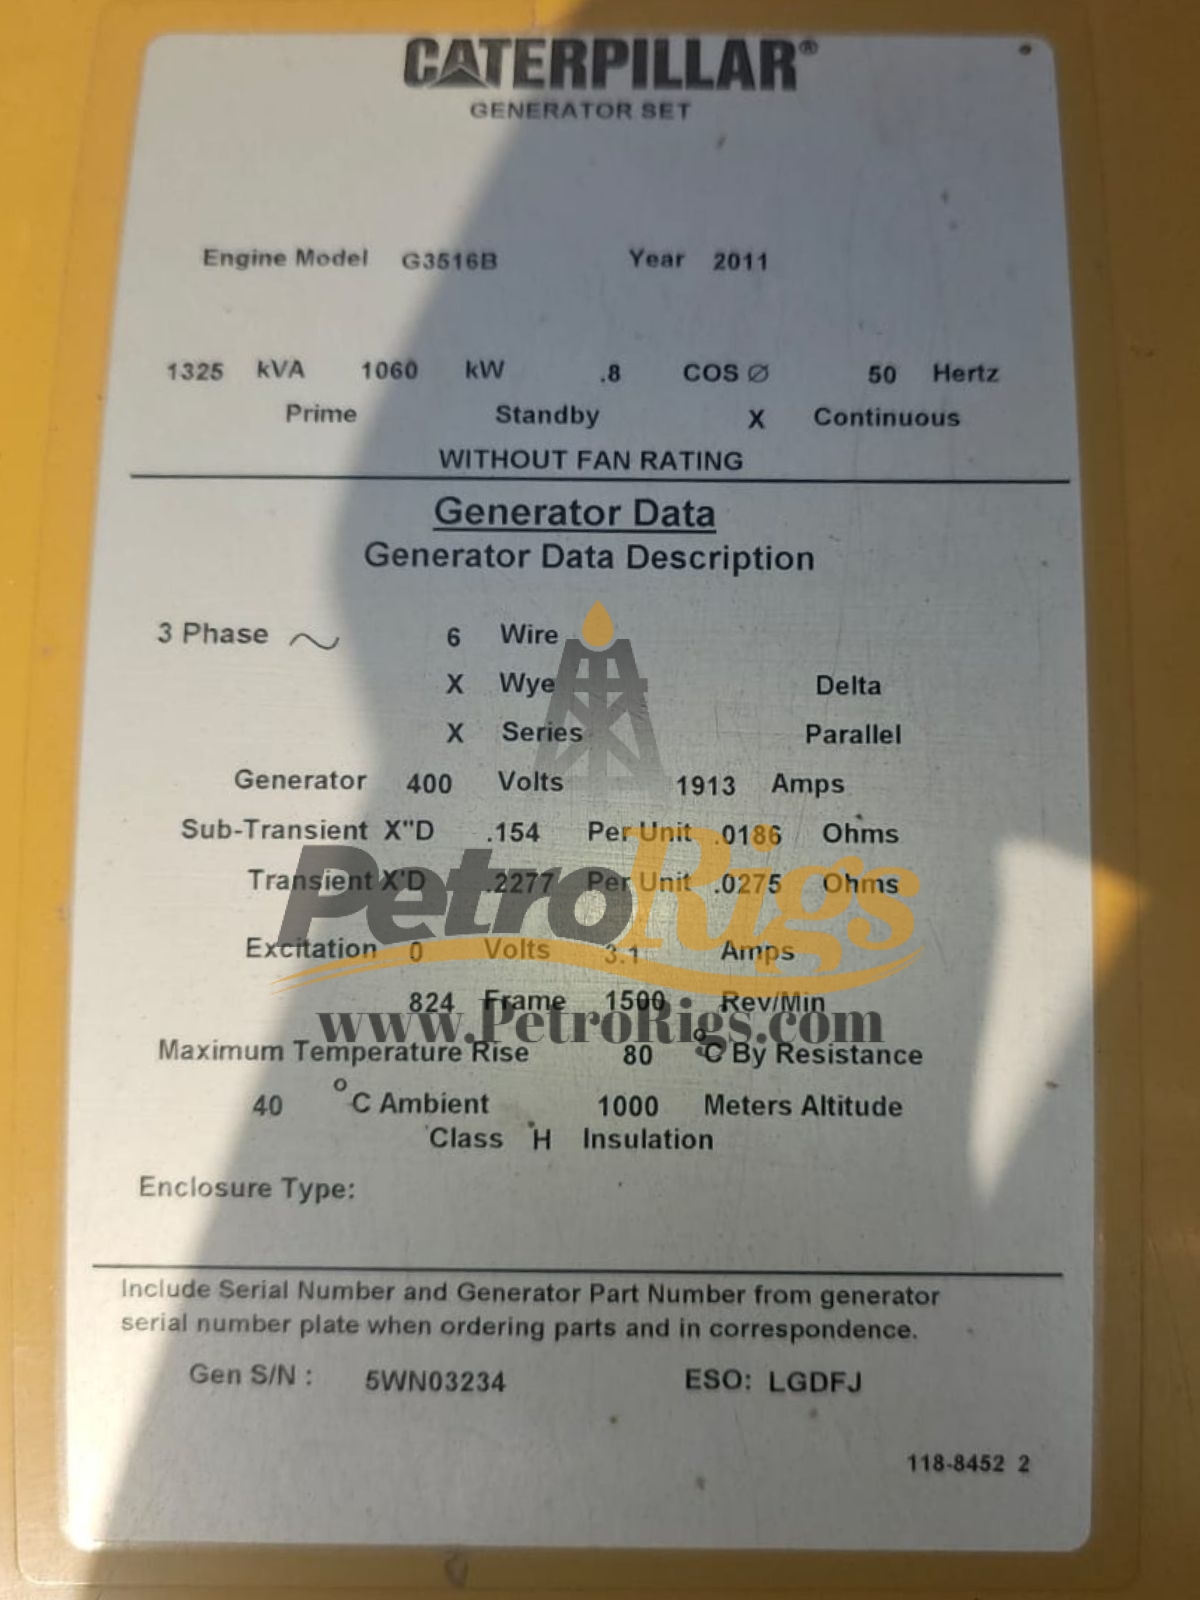 CATERPILLAR®
GENERATOR SET
Engine Model G3516B Year 2011
1325 kVA 1060 kW .8 COS Ø 50 Hertz
Prime Standby X Continuous
WITHOUT FAN RATING
Generator Data
Generator Data Description
3 Phase 6 Wire
X Wye Delta
X Series Parallel
Generator 400 Volts 1913 Amps
Sub-Transient X"D .154 Per Unit .0186 Ohms
Transient X'D .2277 Per Unit .0275 Ohms
PetroRigs
Excitation 0 Volts 3.1 Amps
824 Frame 1500 Rev/Min
www.PetroRigs.com
Maximum Temperature Rise 80 °C By Resistance
40 °C Ambient 1000 Meters Altitude
Class H Insulation
Enclosure Type:
Include Serial Number and Generator Part Number from generator
serial number plate when ordering parts and in correspondence.
Gen S/N : 5WN03234 ESO: LGDFJ
118-8452 2